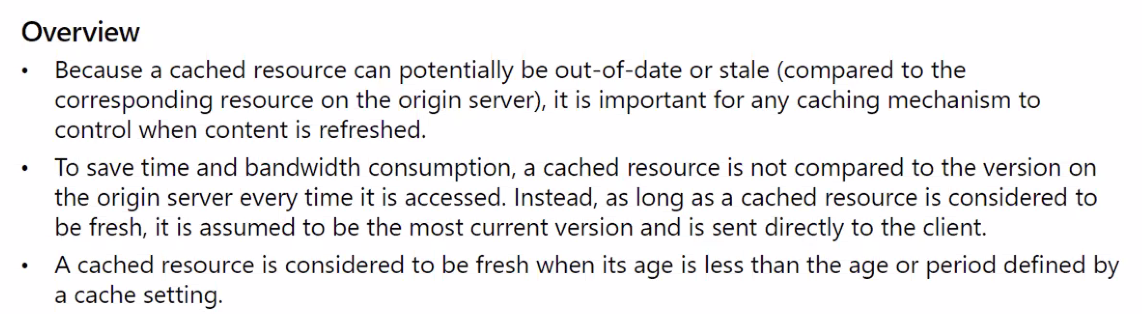 Overview
• Because a cached resource can potentially be out-of-date or stale (compared to the
corresponding resource on the origin server), it is important for any caching mechanism to
control when content is refreshed.
• To save time and bandwidth consumption, a cached resource is not compared to the version on
the origin server every time it is accessed. Instead, as long as a cached resource is considered to
be fresh, it is assumed to be the most current version and is sent directly to the client.
• A cached resource is considered to be fresh when its age is less than the age or period defined by
a cache setting.